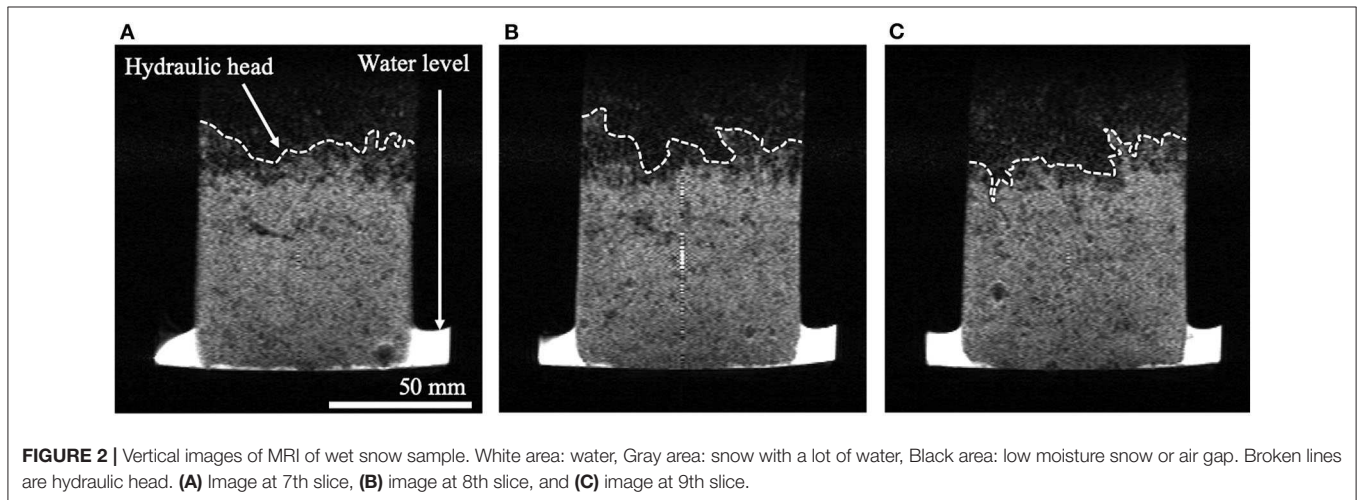 A
B
C
Hydraulic head
Water level
50 mm
FIGURE 2 | Vertical images of MRI of wet snow sample. White area: water, Gray area: snow with a lot of water, Black area: low moisture snow or air gap. Broken lines
are hydraulic head. (A) Image at 7th slice, (B) image at 8th slice, and (C) image at 9th slice.